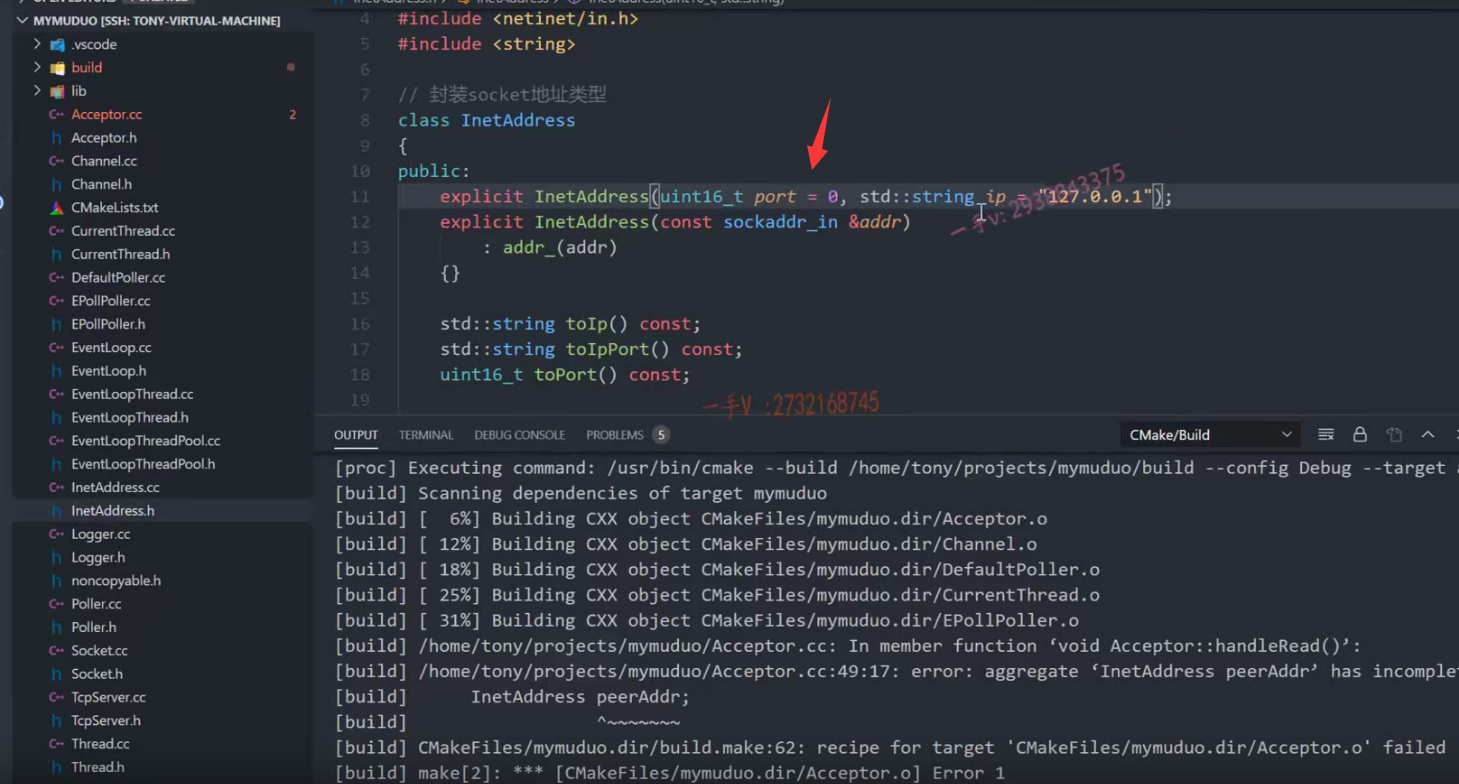 MYMUDUO [SSH: TONY-VIRTUAL-MACHINE]
.vscode
build
lib
Acceptor.cc 2
Acceptor.h
Channel.cc
Channel.h
CMakeLists.txt
CurrentThread.cc
CurrentThread.h
DefaultPoller.cc
EPollPoller.cc
EPollPoller.h
EventLoop.cc
EventLoop.h
EventLoopThread.cc
EventLoopThread.h
EventLoopThreadPool.cc
EventLoopThreadPool.h
InetAddress.cc
InetAddress.h
Logger.cc
Logger.h
noncopyable.h
Poller.cc
Poller.h
Socket.cc
Socket.h
TcpServer.cc
TcpServer.h
Thread.cc
Thread.h
4 #include <netinet/in.h>
5 #include <string>
6
7 // 封装socket地址类型
8 class InetAddress
9 {
10 public:
11 explicit InetAddress(uint16_t port = 0, std::string ip = "127.0.0.1");
12 explicit InetAddress(const sockaddr_in &addr)
13 : addr_(addr)
14 {}
15
16 std::string toIp() const;
17 std::string toIpPort() const;
18 uint16_t toPort() const;
19
一手V :2732168745
OUTPUT TERMINAL DEBUG CONSOLE PROBLEMS 5 CMake/Build
[proc] Executing command: /usr/bin/cmake --build /home/tony/projects/mymuduo/build --config Debug --target
[build] Scanning dependencies of target mymuduo
[build] [  6%] Building CXX object CMakeFiles/mymuduo.dir/Acceptor.o
[build] [ 12%] Building CXX object CMakeFiles/mymuduo.dir/Channel.o
[build] [ 18%] Building CXX object CMakeFiles/mymuduo.dir/DefaultPoller.o
[build] [ 25%] Building CXX object CMakeFiles/mymuduo.dir/CurrentThread.o
[build] [ 31%] Building CXX object CMakeFiles/mymuduo.dir/EPollPoller.o
[build] /home/tony/projects/mymuduo/Acceptor.cc: In member function ‘void Acceptor::handleRead()’:
[build] /home/tony/projects/mymuduo/Acceptor.cc:49:17: error: aggregate ‘InetAddress peerAddr’ has incomplet
[build] InetAddress peerAddr;
[build] ^~~~~~~~
[build] CMakeFiles/mymuduo.dir/build.make:62: recipe for target 'CMakeFiles/mymuduo.dir/Acceptor.o' failed
[build] make[2]: *** [CMakeFiles/mymuduo.dir/Acceptor.o] Error 1